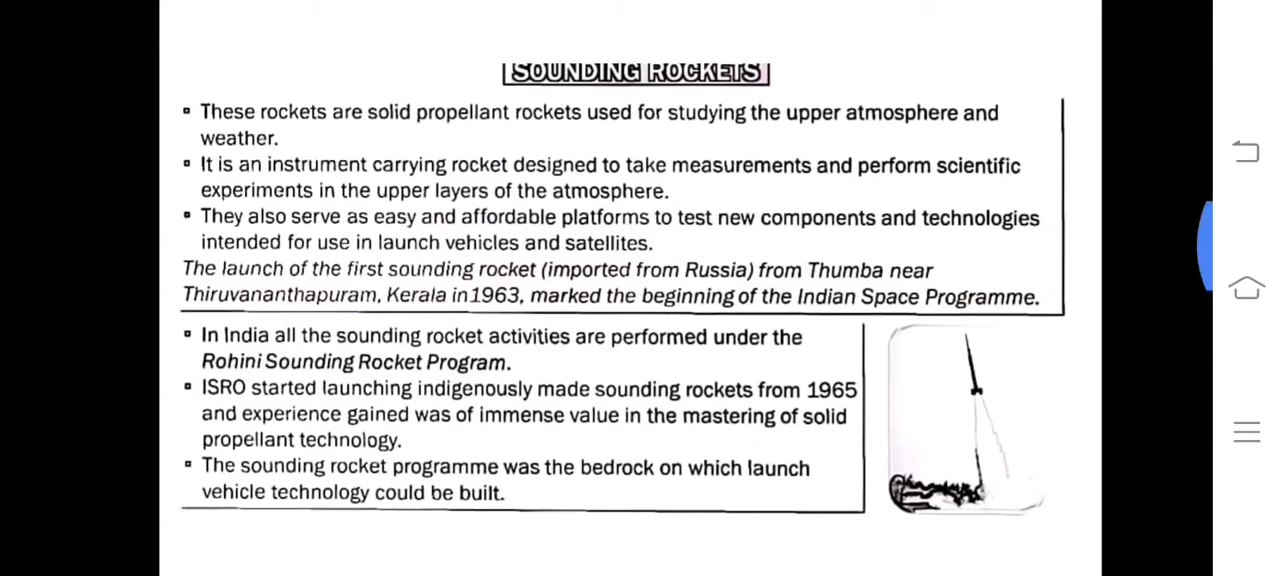 SOUNDING ROCKETS
▫ These rockets are solid propellant rockets used for studying the upper atmosphere and
weather.
▫ It is an instrument carrying rocket designed to take measurements and perform scientific
experiments in the upper layers of the atmosphere.
▫ They also serve as easy and affordable platforms to test new components and technologies
intended for use in launch vehicles and satellites.
The launch of the first sounding rocket (imported from Russia) from Thumba near
Thiruvananthapuram, Kerala in1963, marked the beginning of the Indian Space Programme.
▫ In India all the sounding rocket activities are performed under the
Rohini Sounding Rocket Program.
▫ ISRO started launching indigenously made sounding rockets from 1965
and experience gained was of immense value in the mastering of solid
propellant technology.
▫ The sounding rocket programme was the bedrock on which launch
vehicle technology could be built.